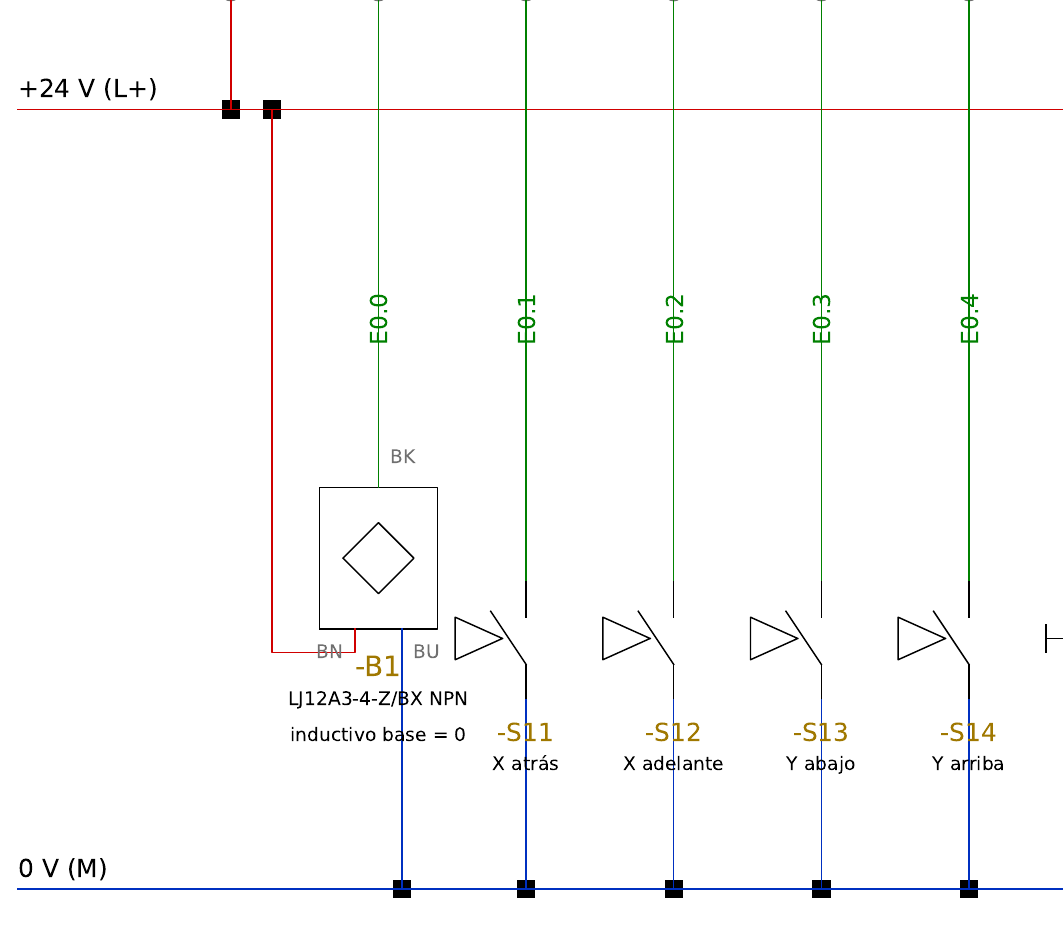 +24 V (L+)
E0.0
E0.1
E0.2
E0.3
E0.4
BK
BN
BU
-B1
LJ12A3-4-Z/BX NPN
inductivo base = 0
-S11
X atrás
-S12
X adelante
-S13
Y abajo
-S14
Y arriba
0 V (M)